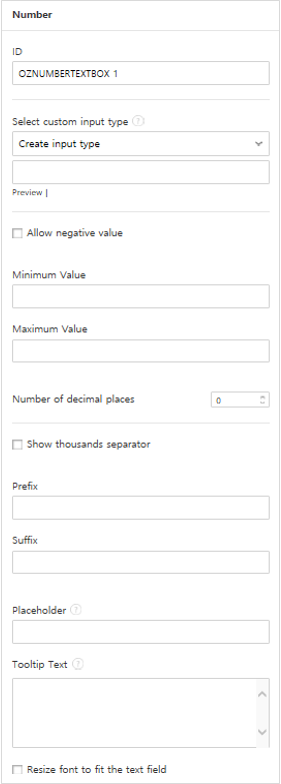 Number
ID
OZNUMBERTEXTBOX 1
Select custom input type ?
Create input type
Preview |
Allow negative value
Minimum Value
Maximum Value
Number of decimal places 0
Show thousands separator
Prefix
Suffix
Placeholder ?
Tooltip Text ?
Resize font to fit the text field